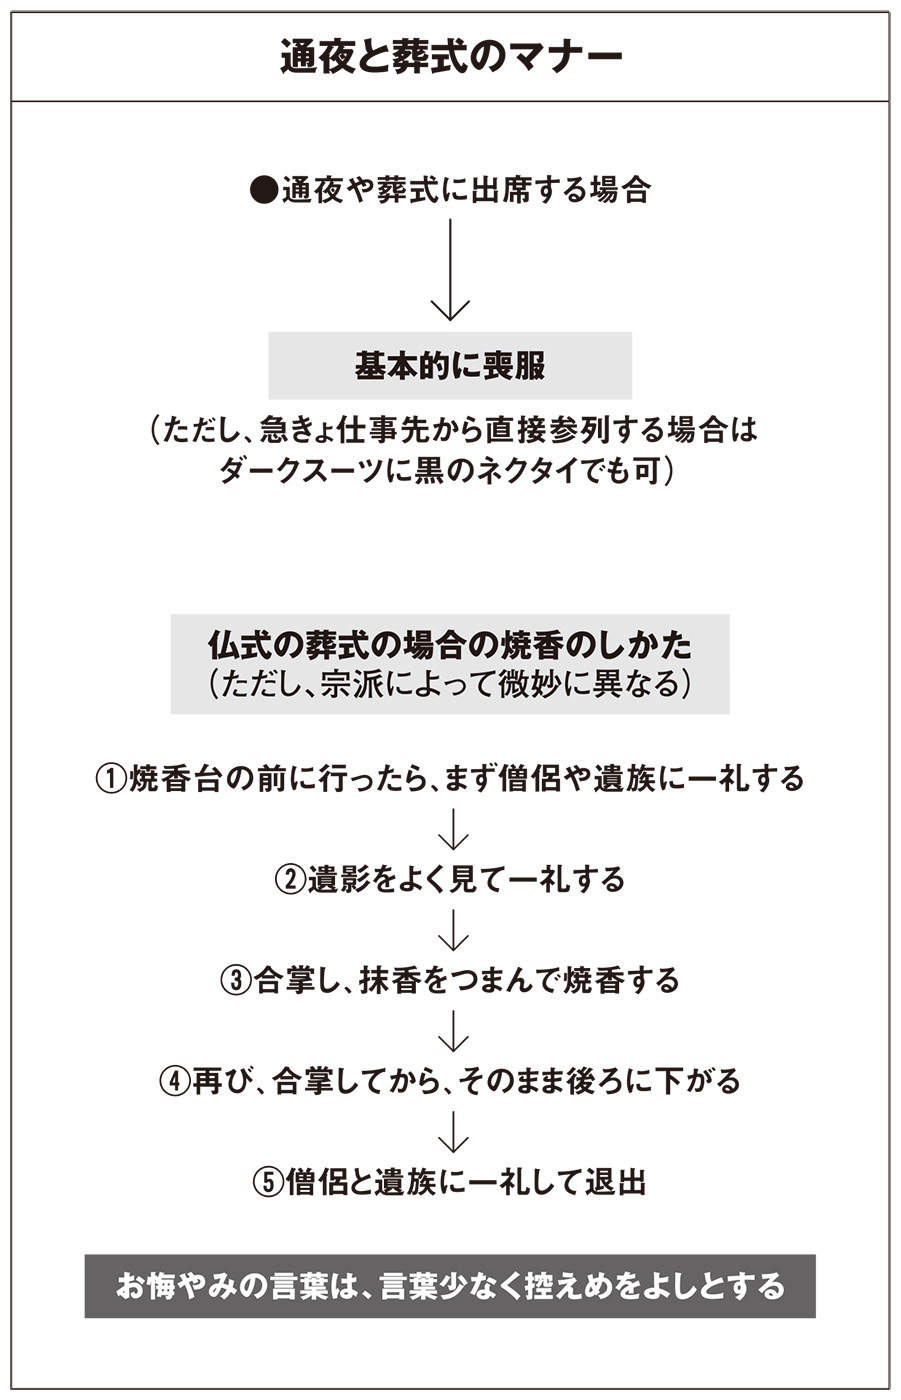 通夜と葬式のマナー
●通夜や葬式に出席する場合
基本的に喪服
（ただし、急きょ仕事先から直接参列する場合は
ダークスーツに黒のネクタイでも可）
仏式の葬式の場合の焼香のしかた
（ただし、宗派によって微妙に異なる）
①焼香台の前に行ったら、まず僧侶や遺族に一礼する
②遺影をよく見て一礼する
③合掌し、抹香をつまんで焼香する
④再び、合掌してから、そのまま後ろに下がる
⑤僧侶と遺族に一礼して退出
お悔やみの言葉は、言葉少なく控えめをよしとする